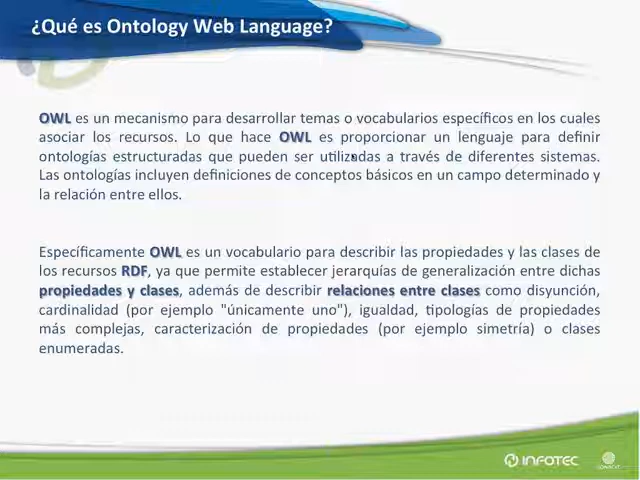 ¿Qué es Ontology Web Language?
OWL es un mecanismo para desarrollar temas o vocabularios específicos en los cuales
asociar los recursos. Lo que hace OWL es proporcionar un lenguaje para definir
ontologías estructuradas que pueden ser utilizadas a través de diferentes sistemas.
Las ontologías incluyen definiciones de conceptos básicos en un campo determinado y
la relación entre ellos.
Específicamente OWL es un vocabulario para describir las propiedades y las clases de
los recursos RDF, ya que permite establecer jerarquías de generalización entre dichas
propiedades y clases, además de describir relaciones entre clases como disyunción,
cardinalidad (por ejemplo "únicamente uno"), igualdad, tipologías de propiedades
más complejas, caracterización de propiedades (por ejemplo simetría) o clases
enumeradas.
INFOTEC